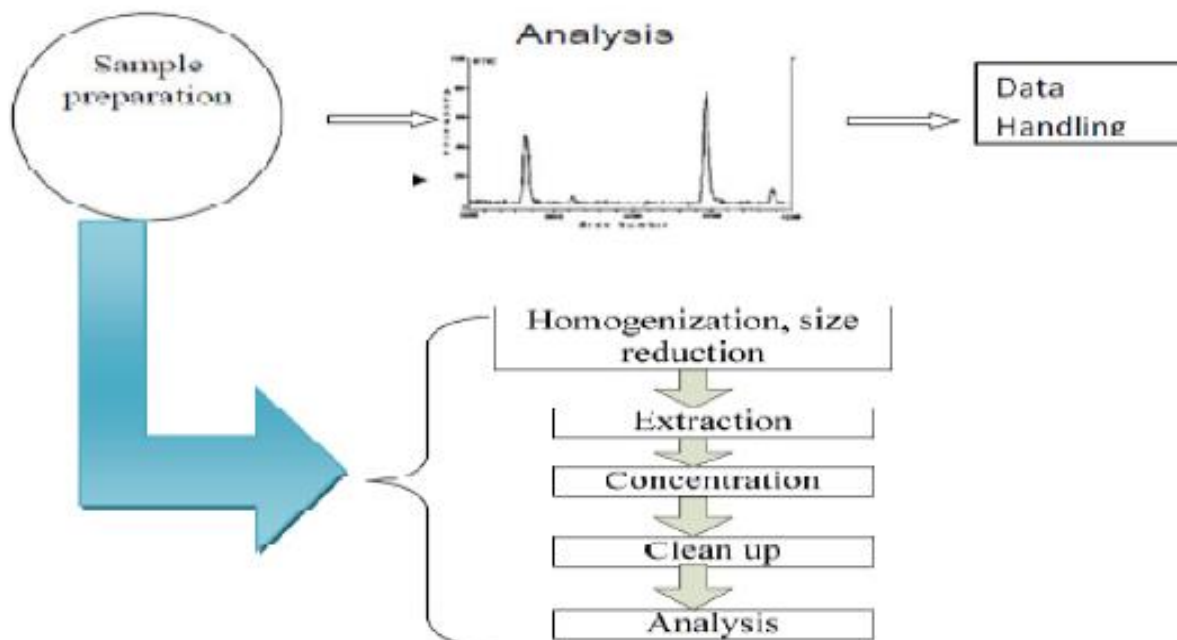 Sample
preparation
Analysis
Data
Handling
Homogenization, size
reduction
Extraction
Concentration
Clean up
Analysis